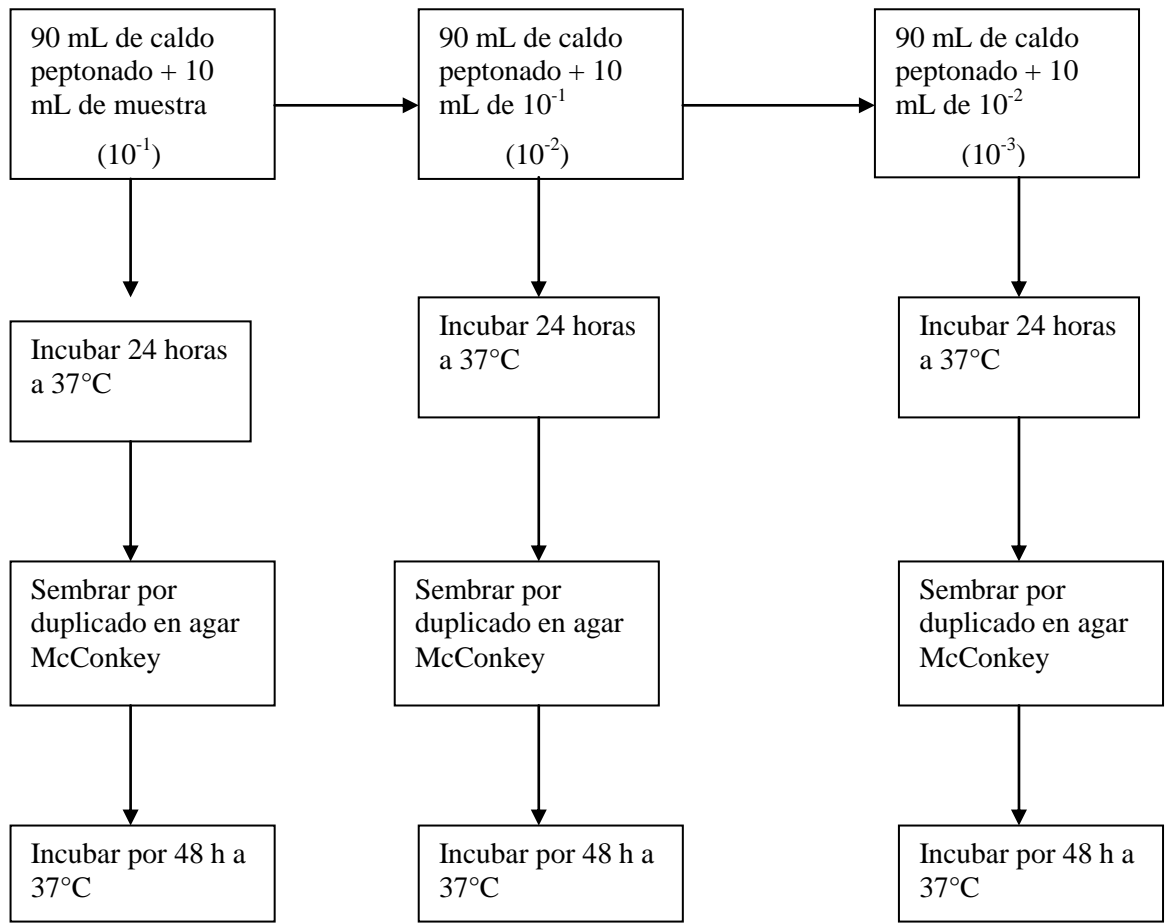 90 mL de caldo
peptonado + 10
mL de muestra
(10⁻¹)
90 mL de caldo
peptonado + 10
mL de 10⁻¹
(10⁻²)
90 mL de caldo
peptonado + 10
mL de 10⁻²
(10⁻³)
Incubar 24 horas
a 37°C
Incubar 24 horas
a 37°C
Incubar 24 horas
a 37°C
Sembrar por
duplicado en agar
McConkey
Sembrar por
duplicado en agar
McConkey
Sembrar por
duplicado en agar
McConkey
Incubar por 48 h a
37°C
Incubar por 48 h a
37°C
Incubar por 48 h a
37°C